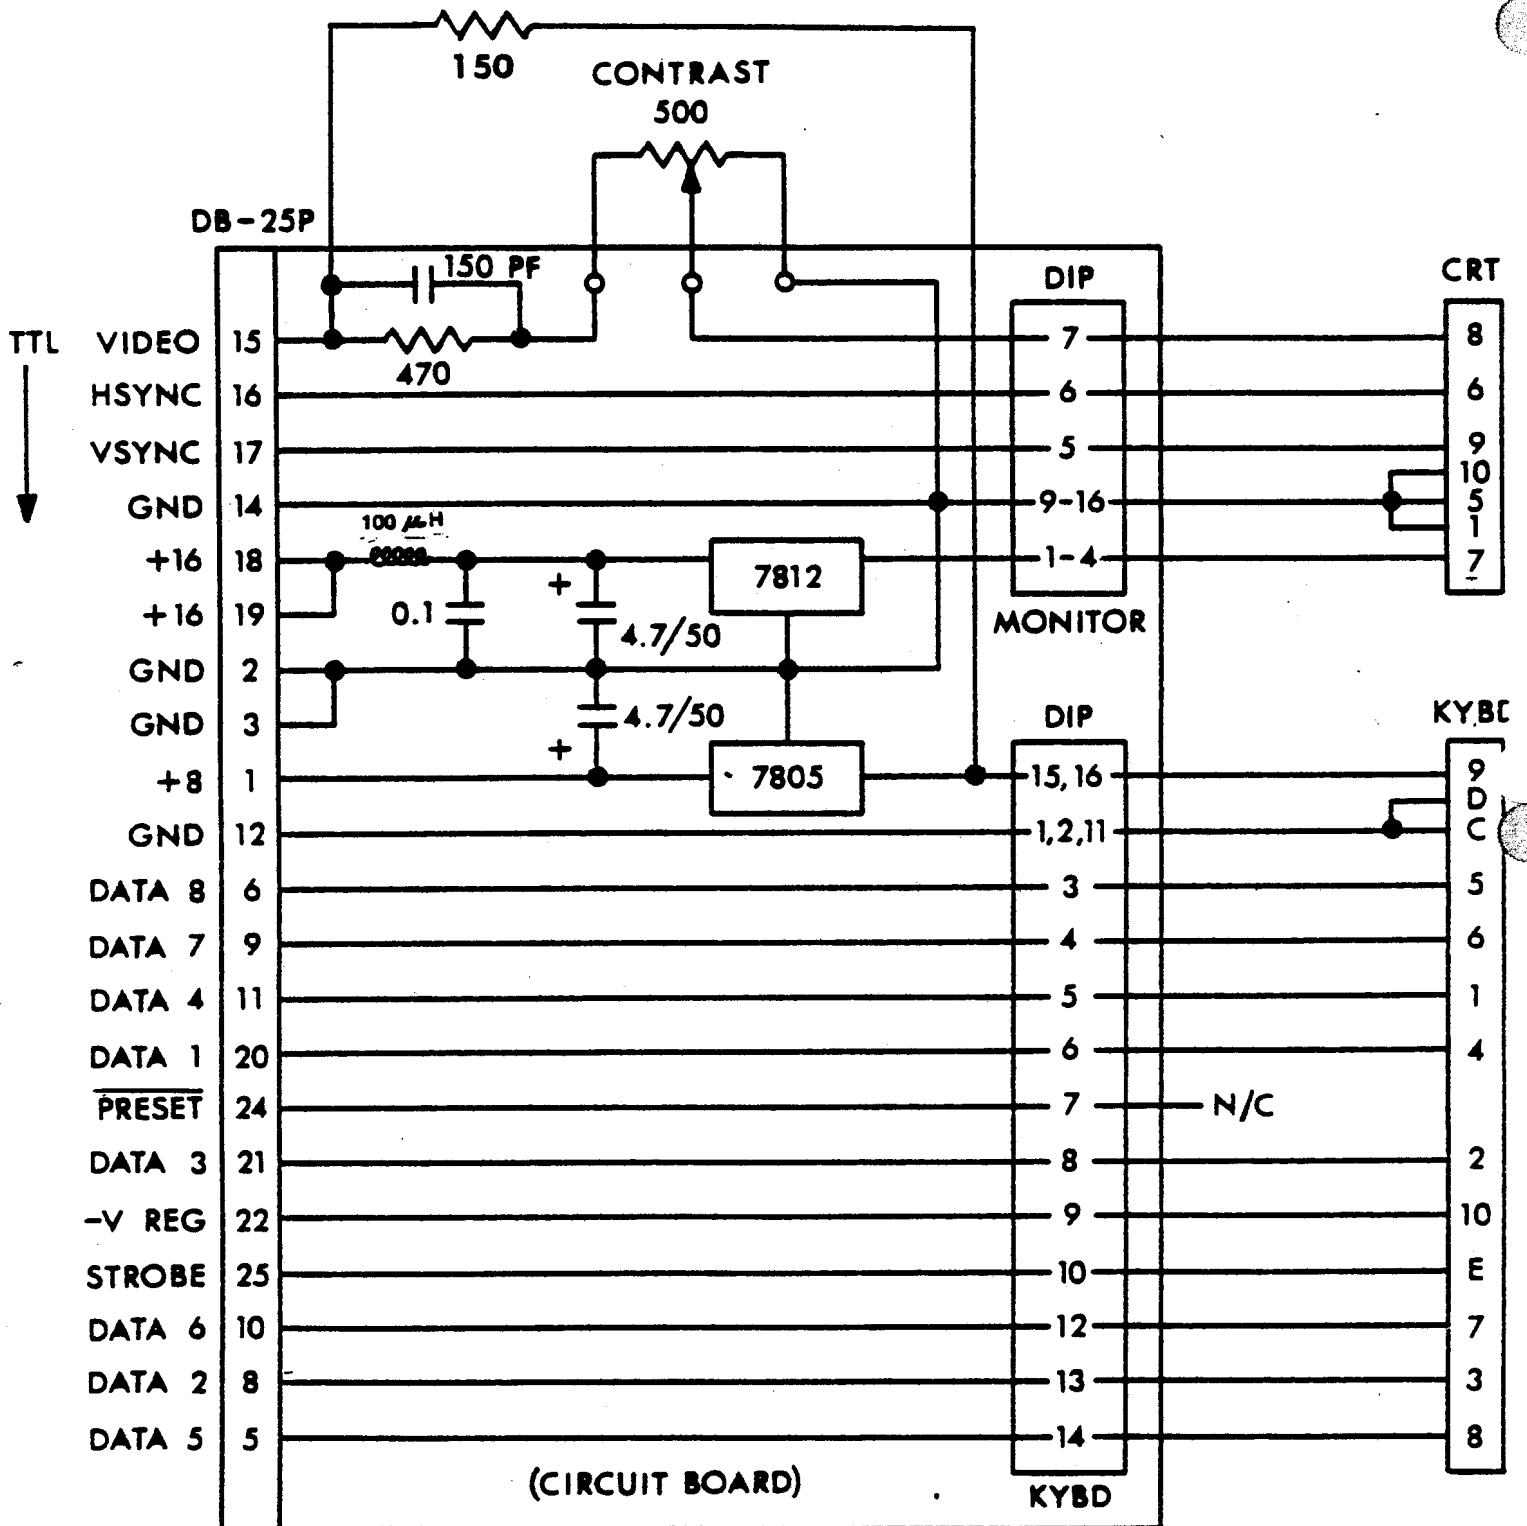 150
CONTRAST
500
DB-25P
150 PF
DIP
CRT
TTL VIDEO 15 7 8
470
HSYNC 16 6 6
VSYNC 17 5 9
10
GND 14 9-16 5
1
100 μH
+16 18 7812 1-4 7
+16 19 0.1 + 4.7/50 MONITOR
GND 2
GND 3 4.7/50 DIP
+
+8 1 7805 15,16 9
D
GND 12 1,2,11 C
DATA 8 6 3 5
DATA 7 9 4 6
DATA 4 11 5 1
DATA 1 20 6 4
PRESET 24 7 N/C
DATA 3 21 8 2
-V REG 22 9 10
STROBE 25 10 E
DATA 6 10 12 7
DATA 2 8 13 3
DATA 5 5 14 8
(CIRCUIT BOARD) KYBD